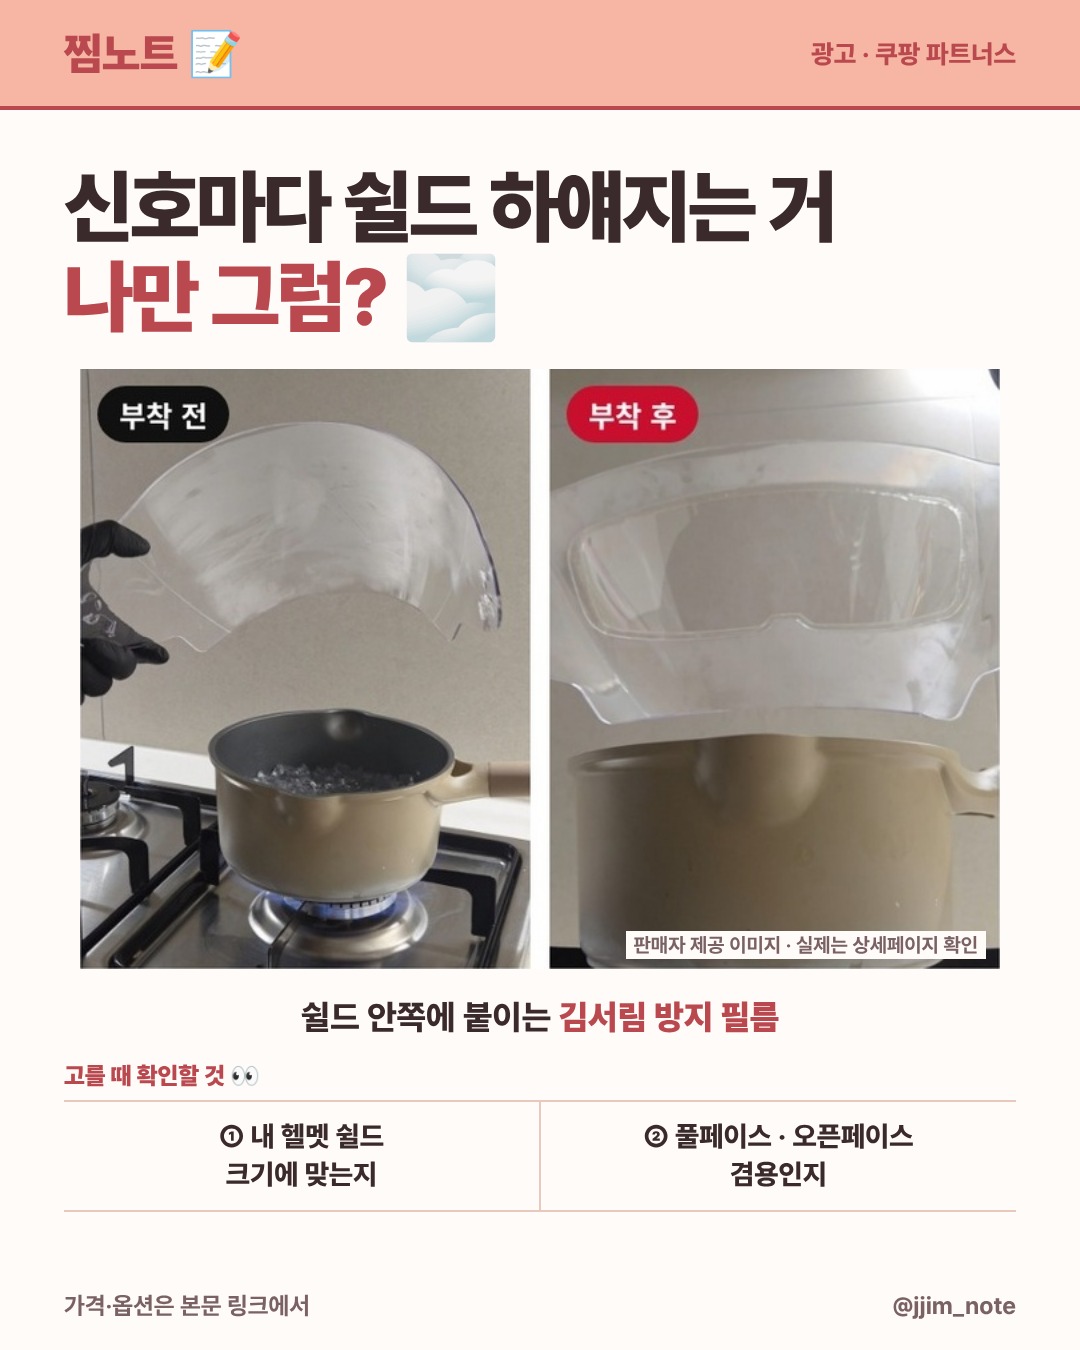 찜노트 📝
광고 · 쿠팡 파트너스
신호마다 쉴드 하얘지는 거
나만 그럼? 🌫️
부착 전
부착 후
판매자 제공 이미지 · 실제는 상세페이지 확인
쉴드 안쪽에 붙이는 김서림 방지 필름
고를 때 확인할 것 👀
① 내 헬멧 쉴드
크기에 맞는지
② 풀페이스 · 오픈페이스
겸용인지
가격·옵션은 본문 링크에서
@jjim_note